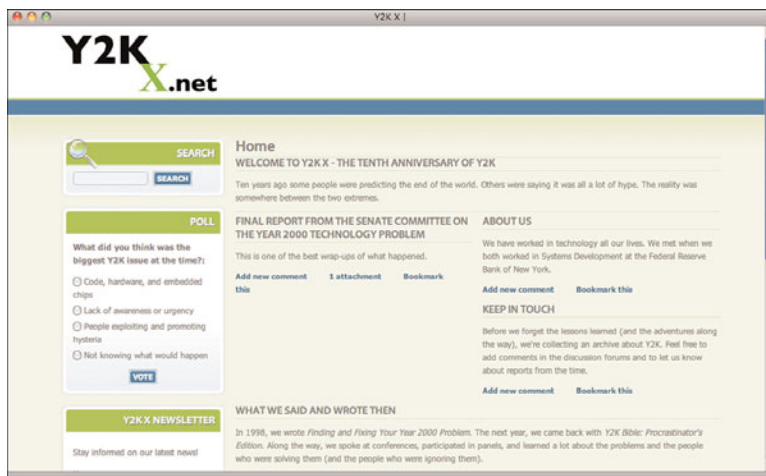 Y2K X |
Y2K
X.net
SEARCH
SEARCH
POLL
What did you think was the
biggest Y2K issue at the time?:
Code, hardware, and embedded
chips
Lack of awareness or urgency
People exploiting and promoting
hysteria
Not knowing what would happen
VOTE
Y2K X NEWSLETTER
Stay informed on our latest news!
Home
WELCOME TO Y2K X - THE TENTH ANNIVERSARY OF Y2K
Ten years ago some people were predicting the end of the world. Others were saying it was all a lot of hype. The reality was
somewhere between the two extremes.
FINAL REPORT FROM THE SENATE COMMITTEE ON
THE YEAR 2000 TECHNOLOGY PROBLEM
This is one of the best wrap-ups of what happened.
Add new comment 1 attachment Bookmark
this
ABOUT US
We have worked in technology all our lives. We met when we
both worked in Systems Development at the Federal Reserve
Bank of New York.
Add new comment Bookmark this
KEEP IN TOUCH
Before we forget the lessons learned (and the adventures along
the way), we're collecting an archive about Y2K. Feel free to
add comments in the discussion forums and to let us know
about reports from the time.
Add new comment Bookmark this
WHAT WE SAID AND WROTE THEN
In 1998, we wrote Finding and Fixing Your Year 2000 Problem. The next year, we came back with Y2K Bible: Procrastinator's
Edition. Along the way, we spoke at conferences, participated in panels, and learned a lot about the problems and the people
who were solving them (and the people who were ignoring them).